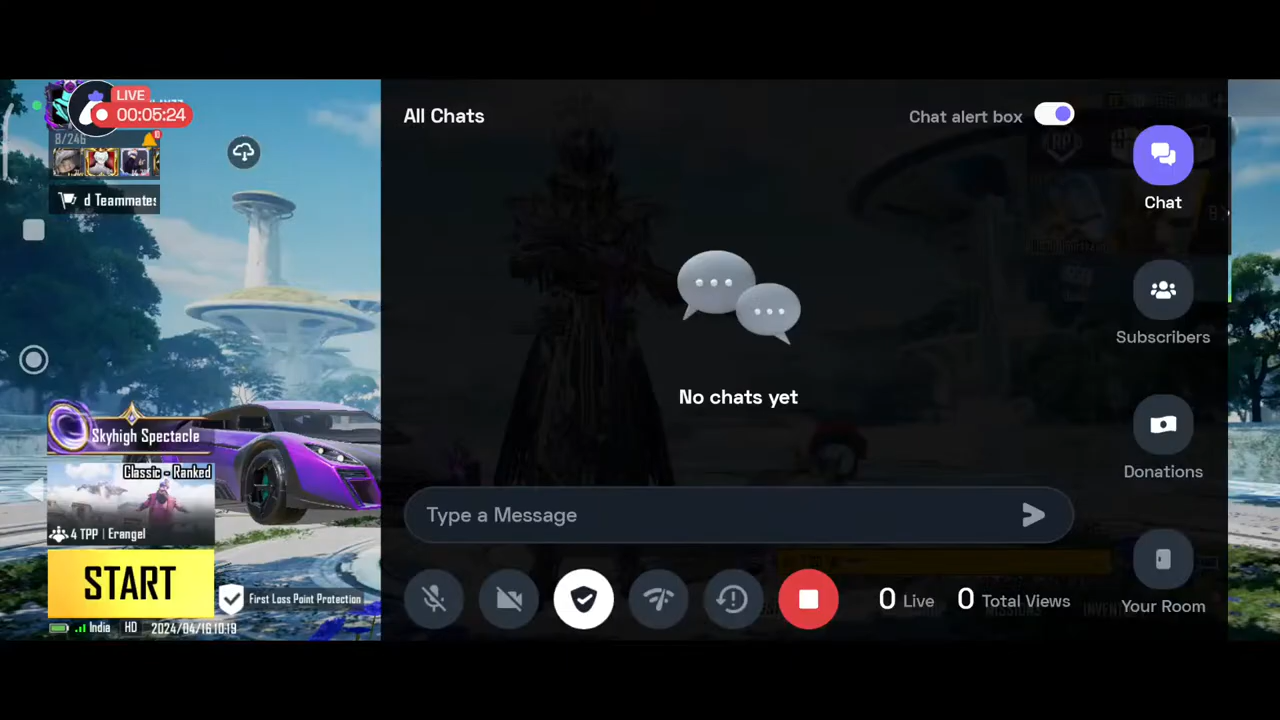 LIVE
00:05:24
8/246
d Teammates
Skyhigh Spectacle
Classic - Ranked
4 TPP | Erangel
START
First Loss Point Protection
India HD 2024/04/16 10:19
All Chats
Chat alert box
No chats yet
Type a Message
0 Live 0 Total Views
Chat
Subscribers
Donations
Your Room